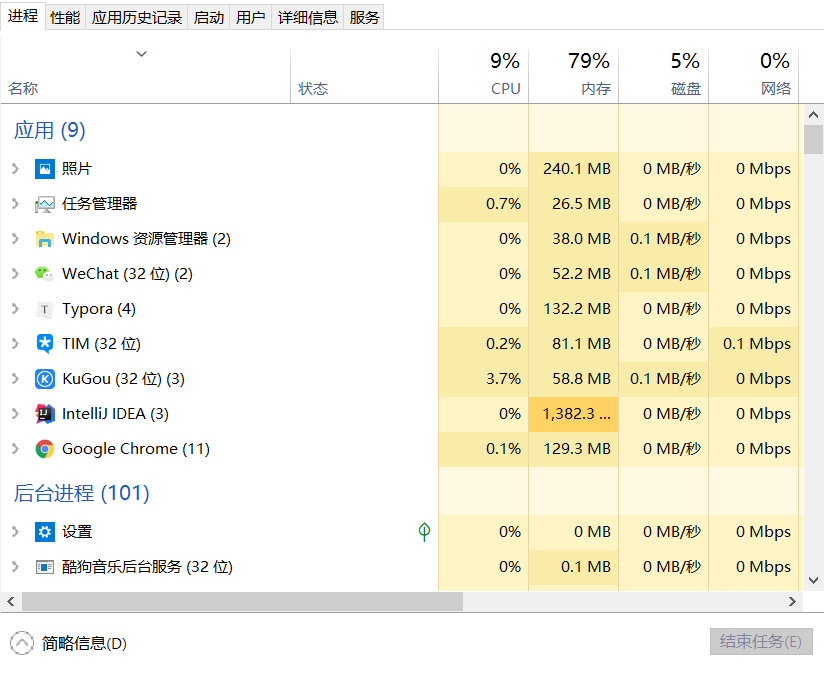 进程 性能 应用历史记录 启动 用户 详细信息 服务
9% 79% 5% 0%
名称 状态 CPU 内存 磁盘 网络
应用 (9)
照片 0% 240.1 MB 0 MB/秒 0 Mbps
任务管理器 0.7% 26.5 MB 0 MB/秒 0 Mbps
Windows 资源管理器 (2) 0% 38.0 MB 0.1 MB/秒 0 Mbps
WeChat (32 位) (2) 0% 52.2 MB 0.1 MB/秒 0 Mbps
Typora (4) 0% 132.2 MB 0 MB/秒 0 Mbps
TIM (32 位) 0.2% 81.1 MB 0 MB/秒 0.1 Mbps
KuGou (32 位) (3) 3.7% 58.8 MB 0.1 MB/秒 0 Mbps
IntelliJ IDEA (3) 0% 1,382.3 ... 0 MB/秒 0 Mbps
Google Chrome (11) 0.1% 129.3 MB 0 MB/秒 0 Mbps
后台进程 (101)
设置 0% 0 MB 0 MB/秒 0 Mbps
酷狗音乐后台服务 (32 位) 0% 0.1 MB 0 MB/秒 0 Mbps
简略信息(D) 结束任务(E)